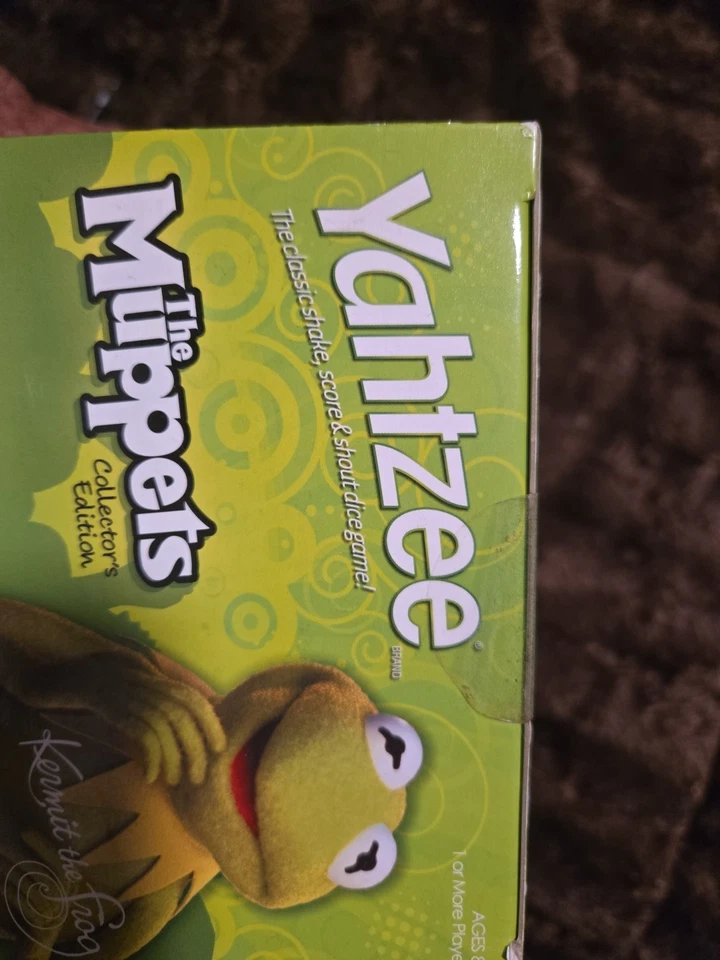 Yahtzee
BRAND
The classic shake, score & shout dice game!
The
Muppets
Collector's
Edition
AGES 8
1 or More Playe
Kermit the frog